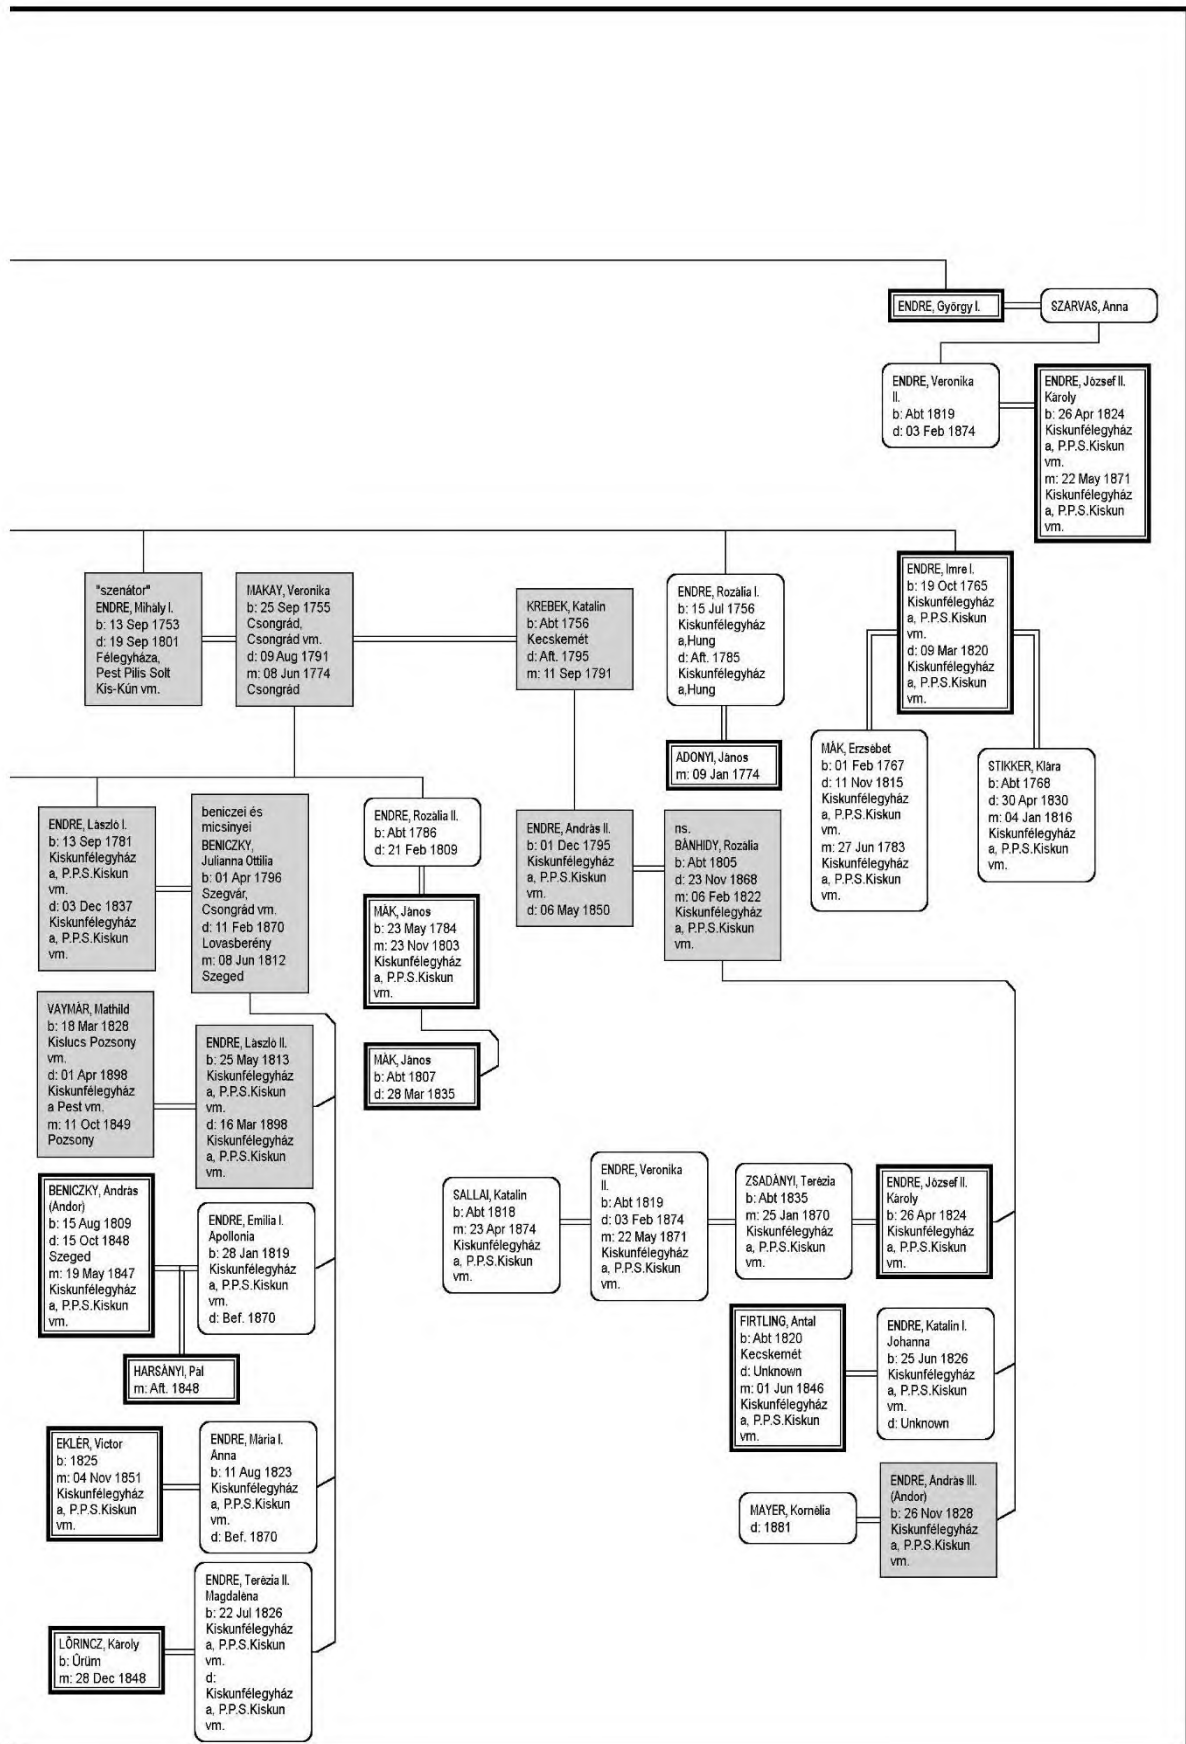 ENDRE, György I.
SZARVAS, Anna
ENDRE, Veronika
II.
b: Abt 1819
d: 03 Feb 1874
ENDRE, József II.
Károly
b: 26 Apr 1824
Kiskunfélegyház
a, P.P.S.Kiskun
vm.
m: 22 May 1871
Kiskunfélegyház
a, P.P.S.Kiskun
vm.
"szenátor"
ENDRE, Mihály I.
b: 13 Sep 1753
d: 19 Sep 1801
Félegyháza,
Pest Pilis Solt
Kis-Kún vm.
MAKAY, Veronika
b: 25 Sep 1755
Csongrád,
Csongrád vm.
d: 09 Aug 1791
m: 08 Jun 1774
Csongrád
KREBEK, Katalin
b: Abt 1756
Kecskemét
d: Aft. 1795
m: 11 Sep 1791
ENDRE, Rozália I.
b: 15 Jul 1756
Kiskunfélegyház
a,Hung
d: Aft. 1785
Kiskunfélegyház
a,Hung
ENDRE, Imre I.
b: 19 Oct 1765
Kiskunfélegyház
a, P.P.S.Kiskun
vm.
d: 09 Mar 1820
Kiskunfélegyház
a, P.P.S.Kiskun
vm.
ADONYI, János
m: 09 Jan 1774
MÁK, Erzsébet
b: 01 Feb 1767
d: 11 Nov 1815
Kiskunfélegyház
a, P.P.S.Kiskun
vm.
m: 27 Jun 1783
Kiskunfélegyház
a, P.P.S.Kiskun
vm.
STIKKER, Klára
b: Abt 1768
d: 30 Apr 1830
m: 04 Jan 1816
Kiskunfélegyház
a, P.P.S.Kiskun
vm.
ENDRE, László I.
b: 13 Sep 1781
Kiskunfélegyház
a, P.P.S.Kiskun
vm.
d: 03 Dec 1837
Kiskunfélegyház
a, P.P.S.Kiskun
vm.
beniczei és
micsinyei
BENICZKY,
Julianna Ottilia
b: 01 Apr 1796
Szegvár,
Csongrád vm.
d: 11 Feb 1870
Lovasberény
m: 08 Jun 1812
Szeged
ENDRE, Rozália II.
b: Abt 1786
d: 21 Feb 1809
MÁK, János
b: 23 May 1784
m: 23 Nov 1803
Kiskunfélegyház
a, P.P.S.Kiskun
vm.
ENDRE, András II.
b: 01 Dec 1795
Kiskunfélegyház
a, P.P.S.Kiskun
vm.
d: 06 May 1850
ns.
BÁNHIDY, Rozália
b: Abt 1805
d: 23 Nov 1868
m: 06 Feb 1822
Kiskunfélegyház
a, P.P.S.Kiskun
vm.
VAYMÁR, Mathild
b: 18 Mar 1828
Kislucs Pozsony
vm.
d: 01 Apr 1898
Kiskunfélegyház
a Pest vm.
m: 11 Oct 1849
Pozsony
ENDRE, László II.
b: 25 May 1813
Kiskunfélegyház
a, P.P.S.Kiskun
vm.
d: 16 Mar 1898
Kiskunfélegyház
a, P.P.S.Kiskun
vm.
MÁK, János
b: Abt 1807
d: 28 Mar 1835
BENICZKY, András
(Andor)
b: 15 Aug 1809
d: 15 Oct 1848
Szeged
m: 19 May 1847
Kiskunfélegyház
a, P.P.S.Kiskun
vm.
ENDRE, Emilia I.
Apollonia
b: 28 Jan 1819
Kiskunfélegyház
a, P.P.S.Kiskun
vm.
d: Bef. 1870
HARSÁNYI, Pál
m: Aft. 1848
SALLAI, Katalin
b: Abt 1818
m: 23 Apr 1874
Kiskunfélegyház
a, P.P.S.Kiskun
vm.
ENDRE, Veronika
II.
b: Abt 1819
d: 03 Feb 1874
m: 22 May 1871
Kiskunfélegyház
a, P.P.S.Kiskun
vm.
ZSADÁNYI, Terézia
b: Abt 1835
m: 25 Jan 1870
Kiskunfélegyház
a, P.P.S.Kiskun
vm.
ENDRE, József II.
Károly
b: 26 Apr 1824
Kiskunfélegyház
a, P.P.S.Kiskun
vm.
FIRTLING, Antal
b: Abt 1820
Kecskemét
d: Unknown
m: 01 Jun 1846
Kiskunfélegyház
a, P.P.S.Kiskun
vm.
ENDRE, Katalin I.
Johanna
b: 25 Jun 1826
Kiskunfélegyház
a, P.P.S.Kiskun
vm.
d: Unknown
EKLÉR, Victor
b: 1825
m: 04 Nov 1851
Kiskunfélegyház
a, P.P.S.Kiskun
vm.
ENDRE, Mária I.
Anna
b: 11 Aug 1823
Kiskunfélegyház
a, P.P.S.Kiskun
vm.
d: Bef. 1870
MAYER, Kornélia
d: 1881
ENDRE, András III.
(Andor)
b: 26 Nov 1828
Kiskunfélegyház
a, P.P.S.Kiskun
vm.
LÕRINCZ, Károly
b: Ûrüm
m: 28 Dec 1848
ENDRE, Terézia II.
Magdaléna
b: 22 Jul 1826
Kiskunfélegyház
a, P.P.S.Kiskun
vm.
d:
Kiskunfélegyház
a, P.P.S.Kiskun
vm.